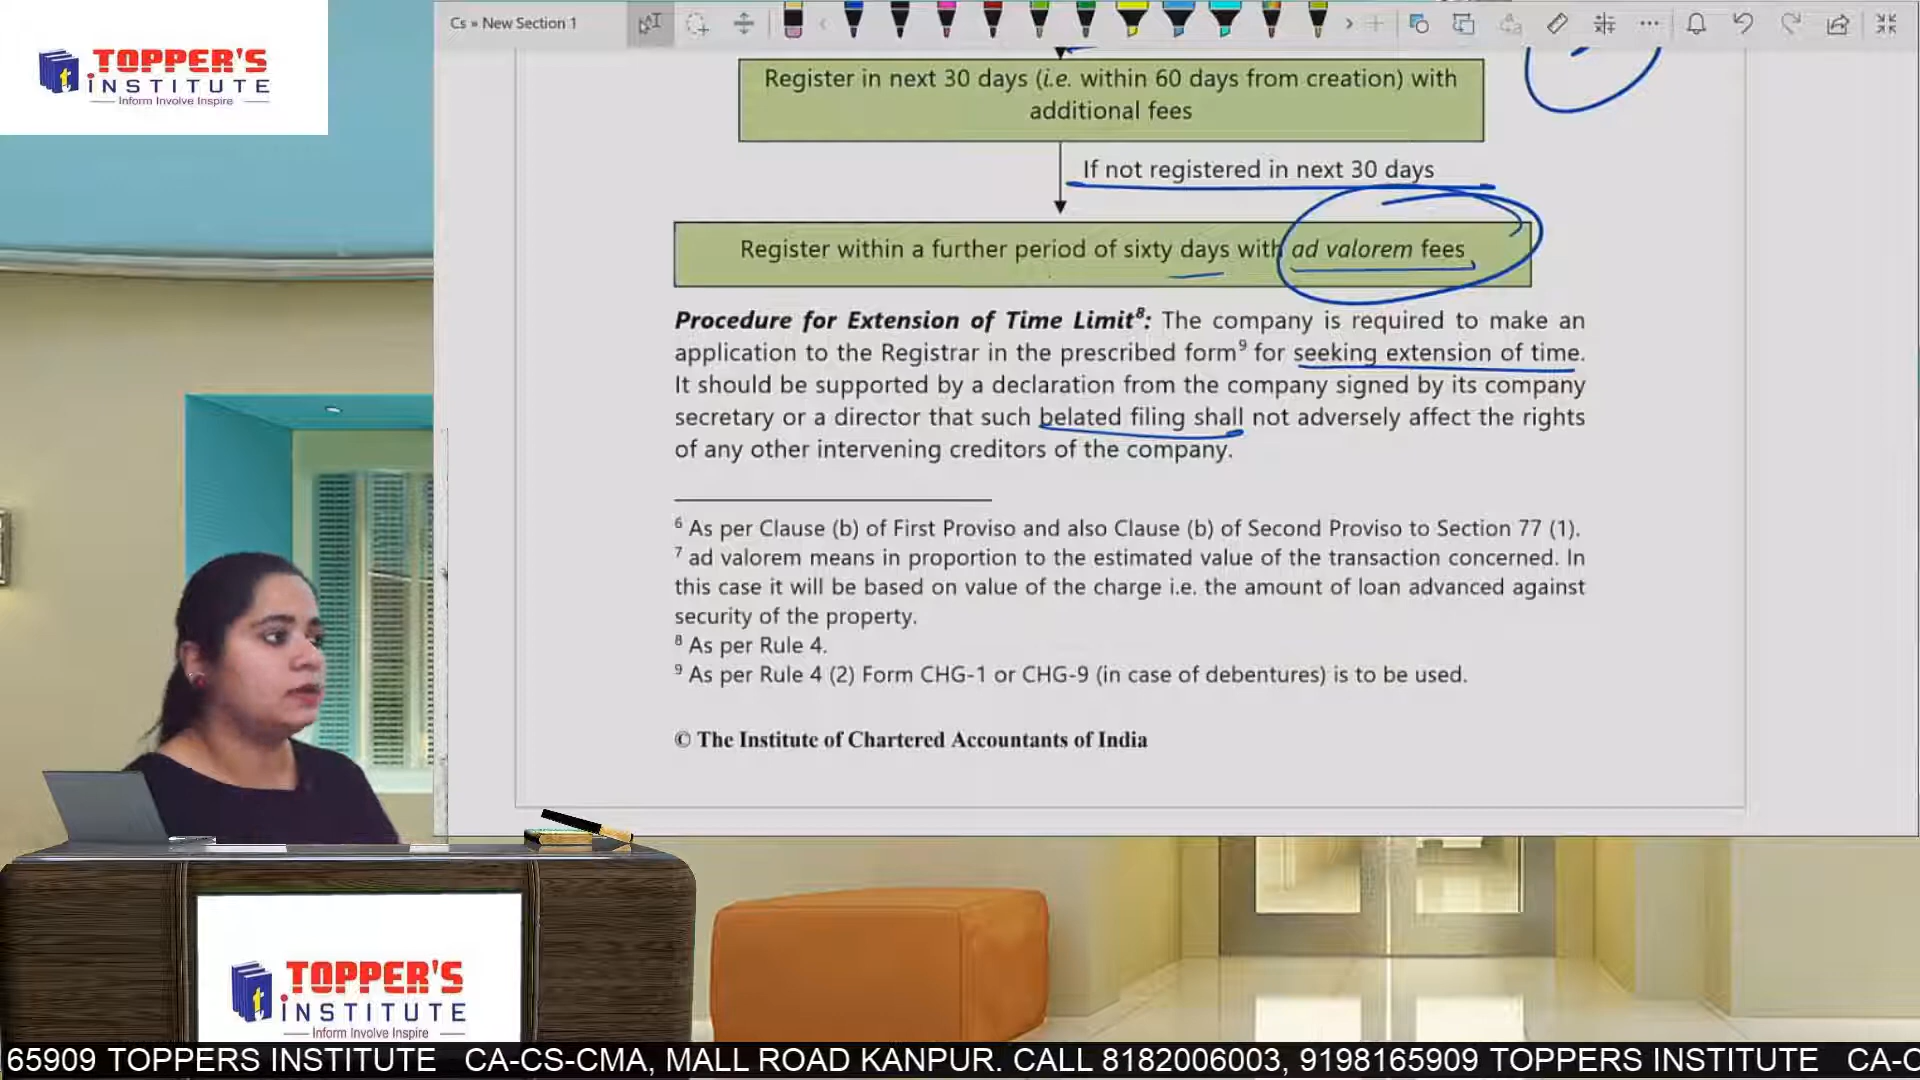 Cs » New Section 1
TOPPER'S
iNSTITUTE
Inform Involve Inspire
Register in next 30 days (i.e. within 60 days from creation) with
additional fees
If not registered in next 30 days
Register within a further period of sixty days with ad valorem fees
Procedure for Extension of Time Limit⁸: The company is required to make an
application to the Registrar in the prescribed form⁹ for seeking extension of time.
It should be supported by a declaration from the company signed by its company
secretary or a director that such belated filing shall not adversely affect the rights
of any other intervening creditors of the company.
⁶ As per Clause (b) of First Proviso and also Clause (b) of Second Proviso to Section 77 (1).
⁷ ad valorem means in proportion to the estimated value of the transaction concerned. In
this case it will be based on value of the charge i.e. the amount of loan advanced against
security of the property.
⁸ As per Rule 4.
⁹ As per Rule 4 (2) Form CHG-1 or CHG-9 (in case of debentures) is to be used.
© The Institute of Chartered Accountants of India
t
TOPPER'S
iNSTITUTE
Inform Involve Inspire
65909 TOPPERS INSTITUTE CA-CS-CMA, MALL ROAD KANPUR. CALL 8182006003, 9198165909 TOPPERS INSTITUTE CA-C